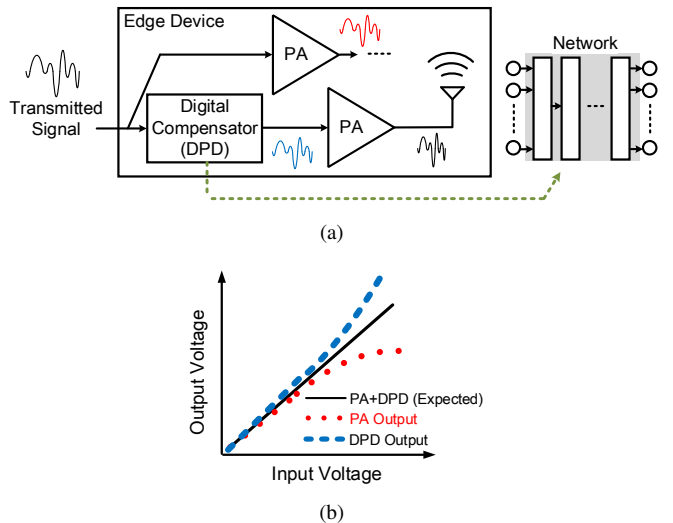 Edge Device
PA
Network
Transmitted
Signal
Digital
Compensator
(DPD)
PA
(a)
Output Voltage
PA+DPD (Expected)
PA Output
DPD Output
Input Voltage
(b)